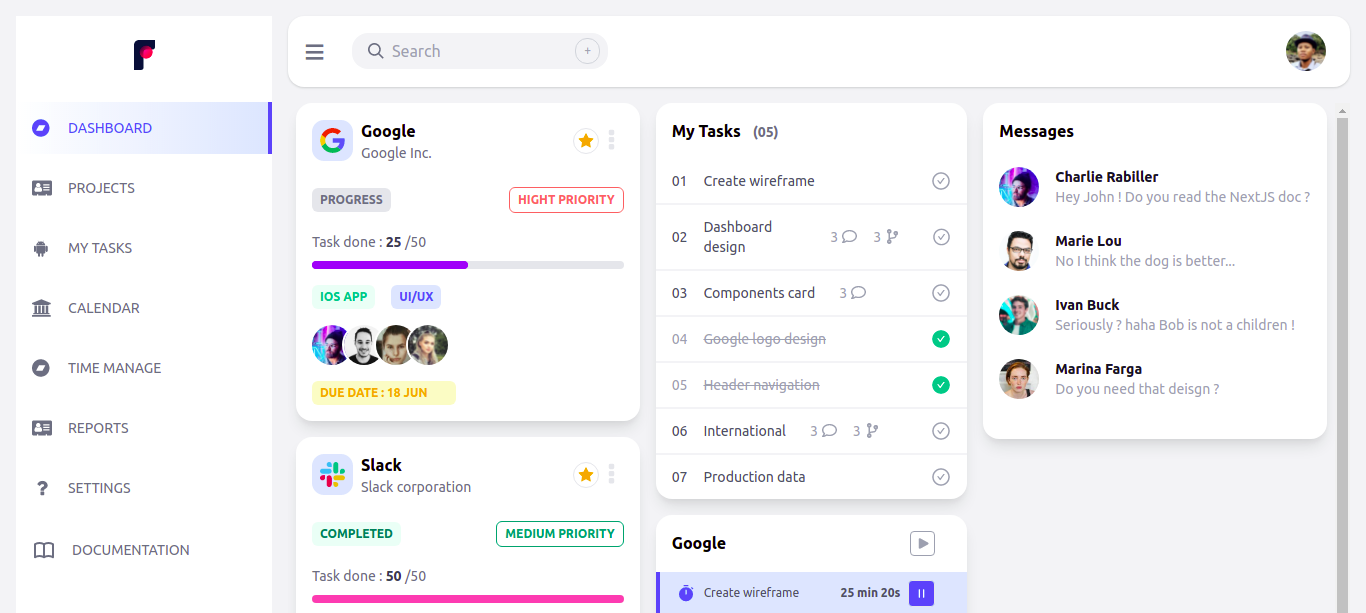 Search
+
DASHBOARD
PROJECTS
MY TASKS
CALENDAR
TIME MANAGE
REPORTS
SETTINGS
DOCUMENTATION
Google
Google Inc.
PROGRESS
HIGHT PRIORITY
Task done : 25 /50
IOS APP UI/UX
DUE DATE : 18 JUN
Slack
Slack corporation
COMPLETED
MEDIUM PRIORITY
Task done : 50 /50
My Tasks (05)
01 Create wireframe
02 Dashboard
design
3 3
03 Components card 3
04 Google logo design
05 Header navigation
06 International 3 3
07 Production data
Google
Create wireframe 25 min 20s
Messages
Charlie Rabiller
Hey John ! Do you read the NextJS doc ?
Marie Lou
No I think the dog is better...
Ivan Buck
Seriously ? haha Bob is not a children !
Marina Farga
Do you need that deisgn ?